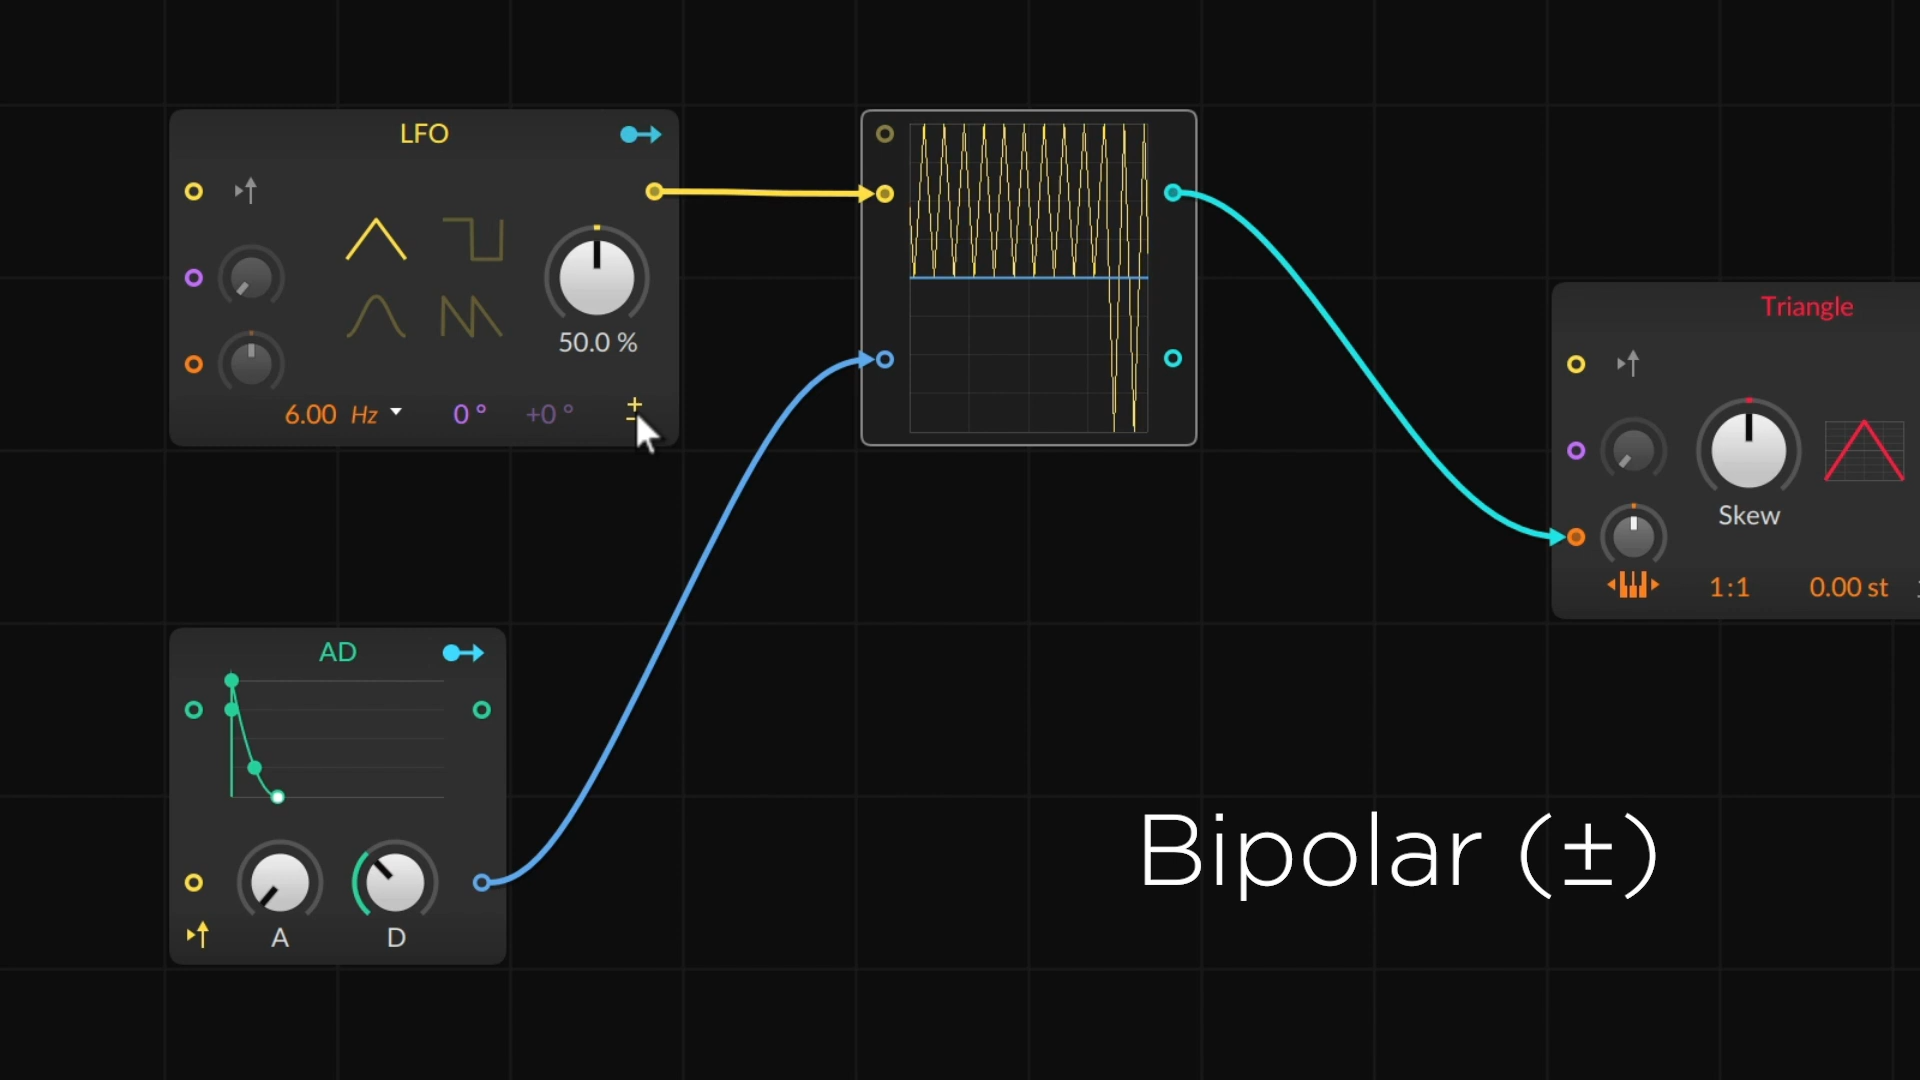 LFO
50.0 %
6.00 Hz 0 ° +0 ° ±
Triangle
Skew
1:1 0.00 st
AD
A D
Bipolar (±)